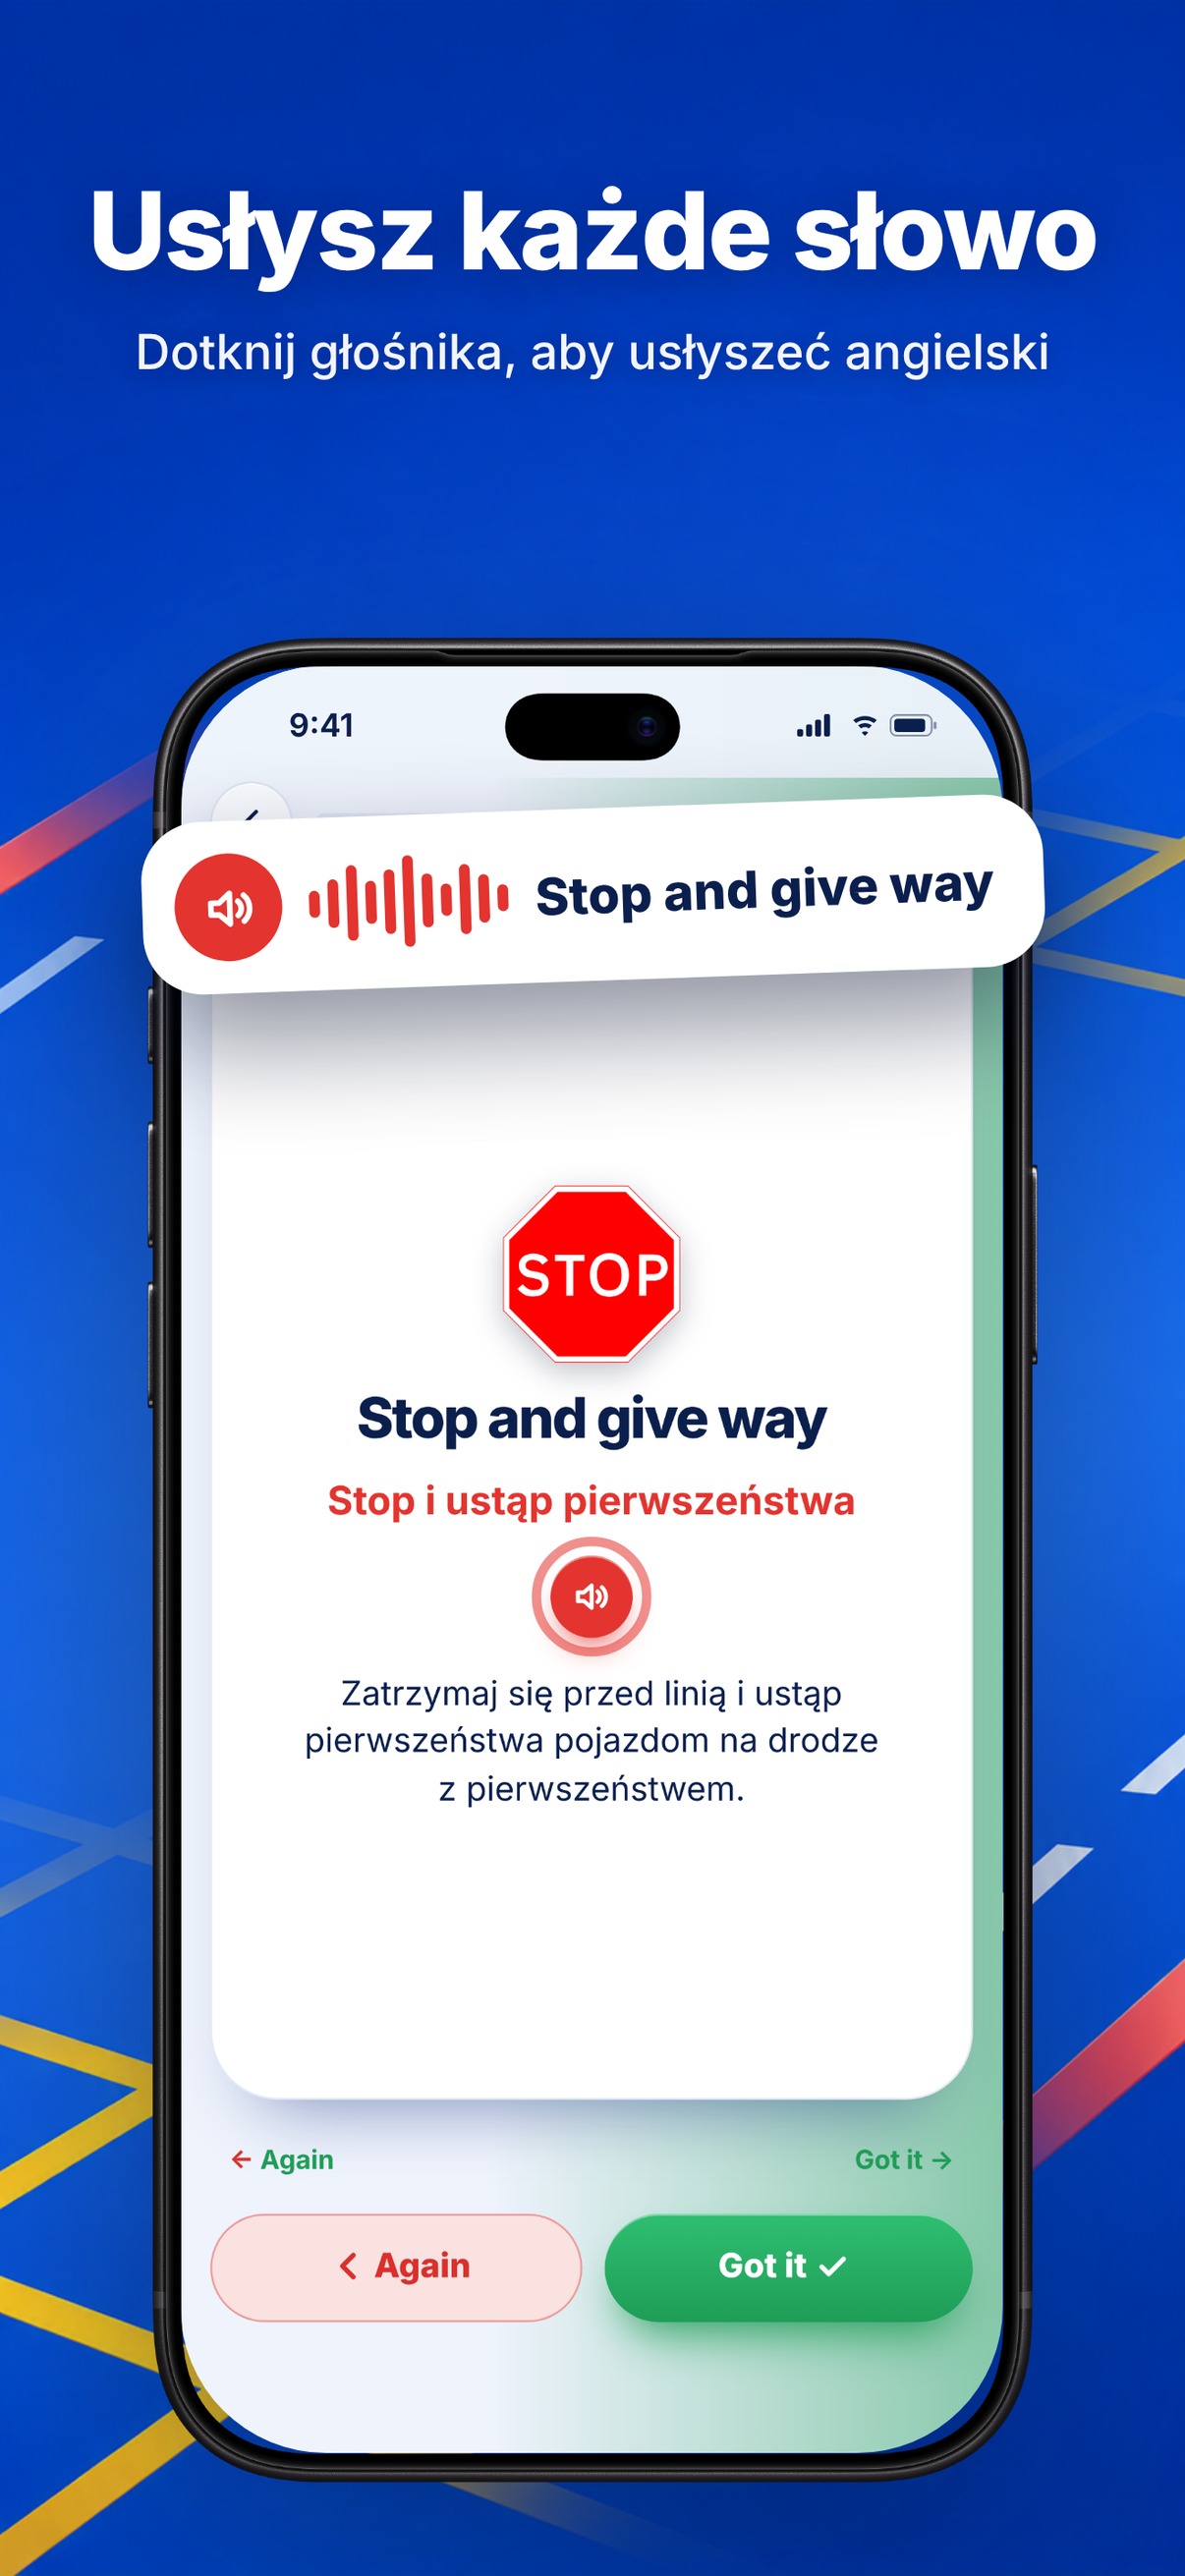 Usłysz każde słowo
Dotknij głośnika, aby usłyszeć angielski
9:41
Stop and give way
STOP
Stop and give way
Stop i ustąp pierwszeństwa
Zatrzymaj się przed linią i ustąp
pierwszeństwa pojazdom na drodze
z pierwszeństwem.
← Again
Got it →
Again
Got it